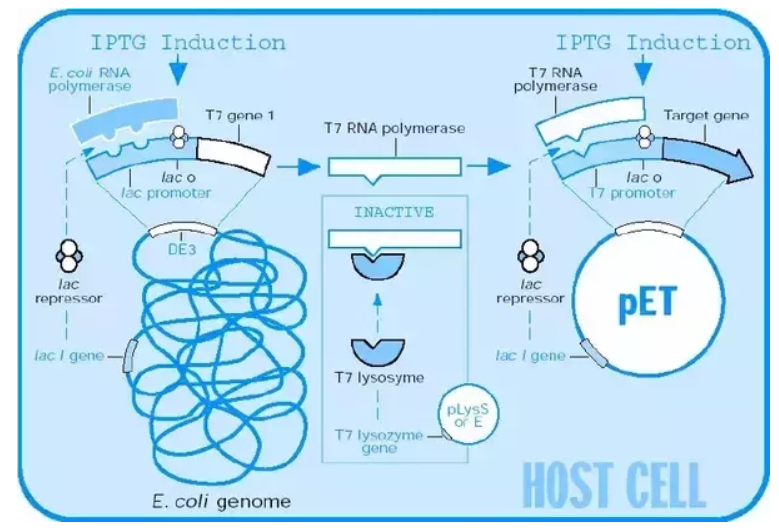 IPTG Induction
E. coli RNA
polymerase
T7 gene 1
lac o
lac promoter
DE3
lac
repressor
lac I gene
E. coli genome
T7 RNA polymerase
INACTIVE
T7 lysosyme
T7 lysozyme
gene
pLysS
or E
IPTG Induction
T7 RNA
polymerase
Target gene
lac o
T7 promoter
lac
repressor
lac I gene
pET
HOST CELL